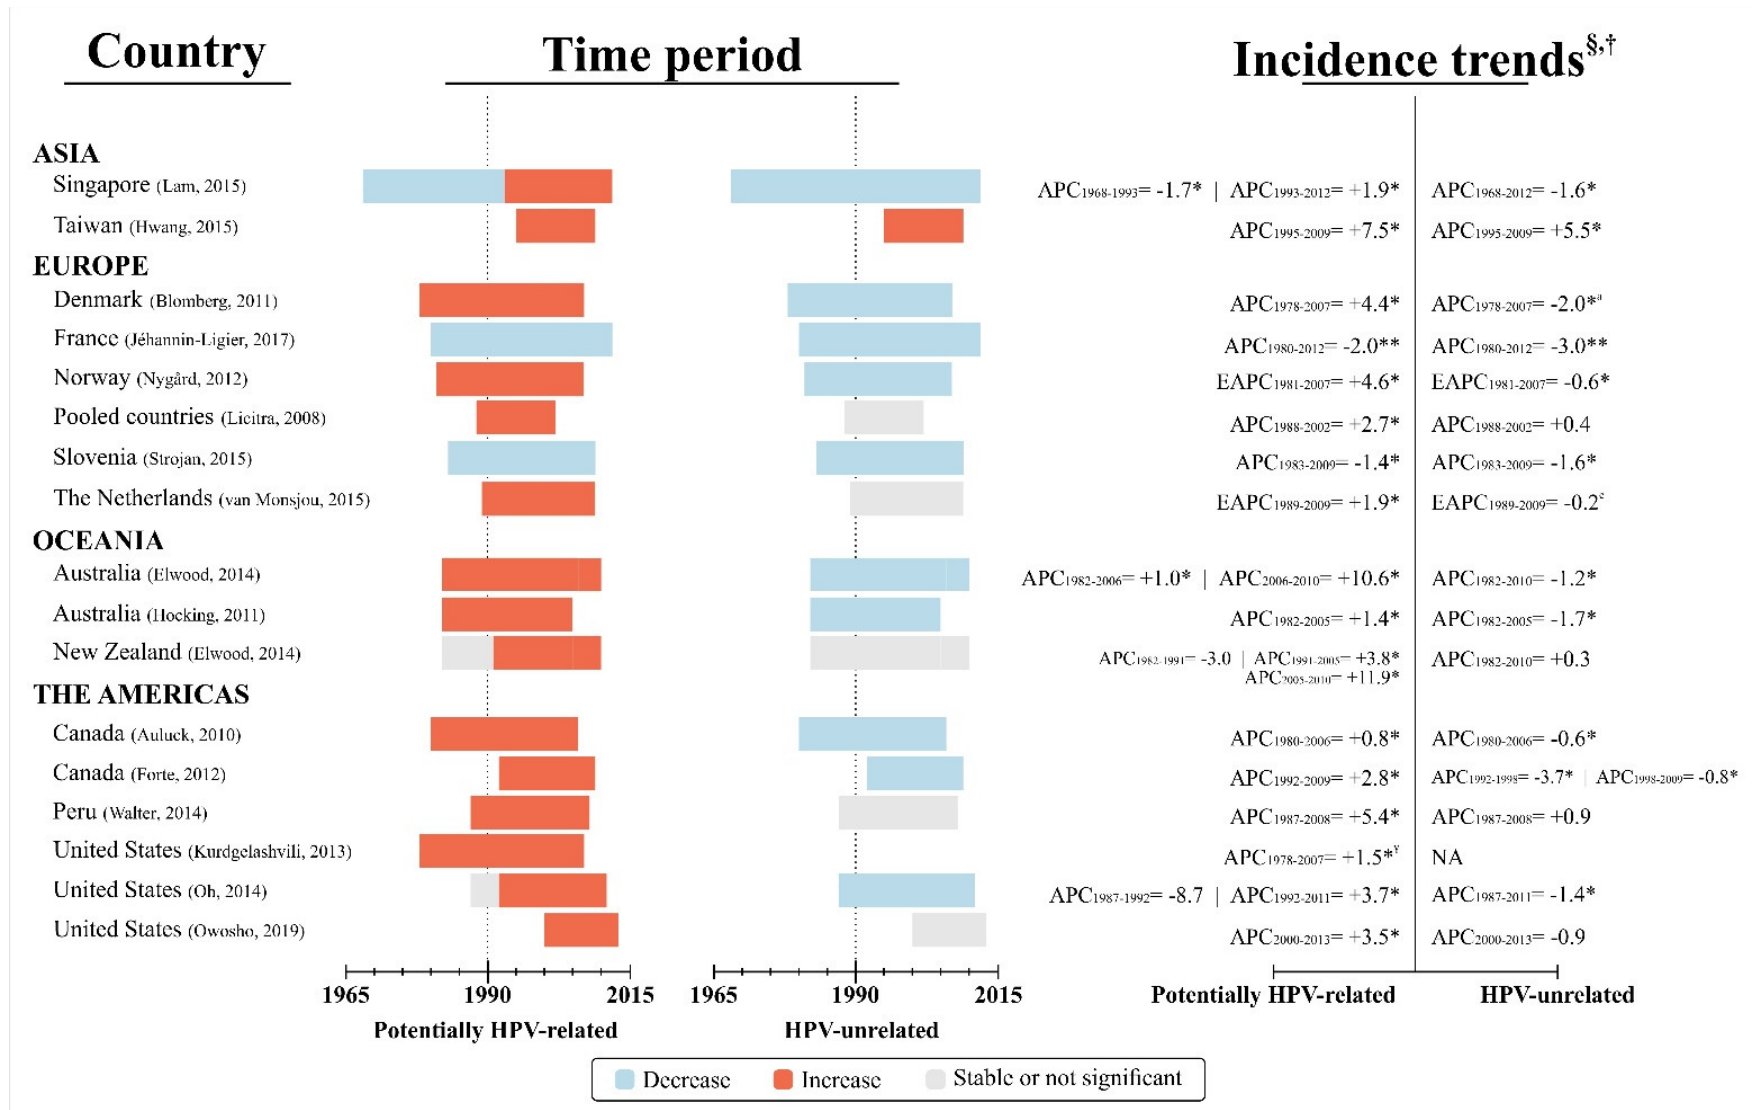 Country Time period Incidence trends§,†
ASIA
Singapore (Lam, 2015) APC1968-1993= -1.7* | APC1993-2012= +1.9* APC1968-2012= -1.6*
Taiwan (Hwang, 2015) APC1995-2009= +7.5* APC1995-2009= +5.5*
EUROPE
Denmark (Blomberg, 2011) APC1978-2007= +4.4* APC1978-2007= -2.0*a
France (Jéhannin-Ligier, 2017) APC1980-2012= -2.0** APC1980-2012= -3.0**
Norway (Nygård, 2012) EAPC1981-2007= +4.6* EAPC1981-2007= -0.6*
Pooled countries (Licitra, 2008) APC1988-2002= +2.7* APC1988-2002= +0.4
Slovenia (Strojan, 2015) APC1983-2009= -1.4* APC1983-2009= -1.6*
The Netherlands (van Monsjou, 2015) EAPC1989-2009= +1.9* EAPC1989-2009= -0.2c
OCEANIA
Australia (Elwood, 2014) APC1982-2006= +1.0* | APC2006-2010= +10.6* APC1982-2010= -1.2*
Australia (Hocking, 2011) APC1982-2005= +1.4* APC1982-2005= -1.7*
New Zealand (Elwood, 2014) APC1982-1991= -3.0 | APC1991-2005= +3.8* APC1982-2010= +0.3
APC2005-2010= +11.9*
THE AMERICAS
Canada (Auluck, 2010) APC1980-2006= +0.8* APC1980-2006= -0.6*
Canada (Forte, 2012) APC1992-2009= +2.8* APC1992-1998= -3.7* | APC1998-2009= -0.8*
Peru (Walter, 2014) APC1987-2008= +5.4* APC1987-2008= +0.9
United States (Kurdgelashvili, 2013) APC1978-2007= +1.5*¥ NA
United States (Oh, 2014) APC1987-1992= -8.7 | APC1992-2011= +3.7* APC1987-2011= -1.4*
United States (Owosho, 2019) APC2000-2013= +3.5* APC2000-2013= -0.9
1965 1990 2015 1965 1990 2015 Potentially HPV-related HPV-unrelated
Potentially HPV-related HPV-unrelated
Decrease Increase Stable or not significant